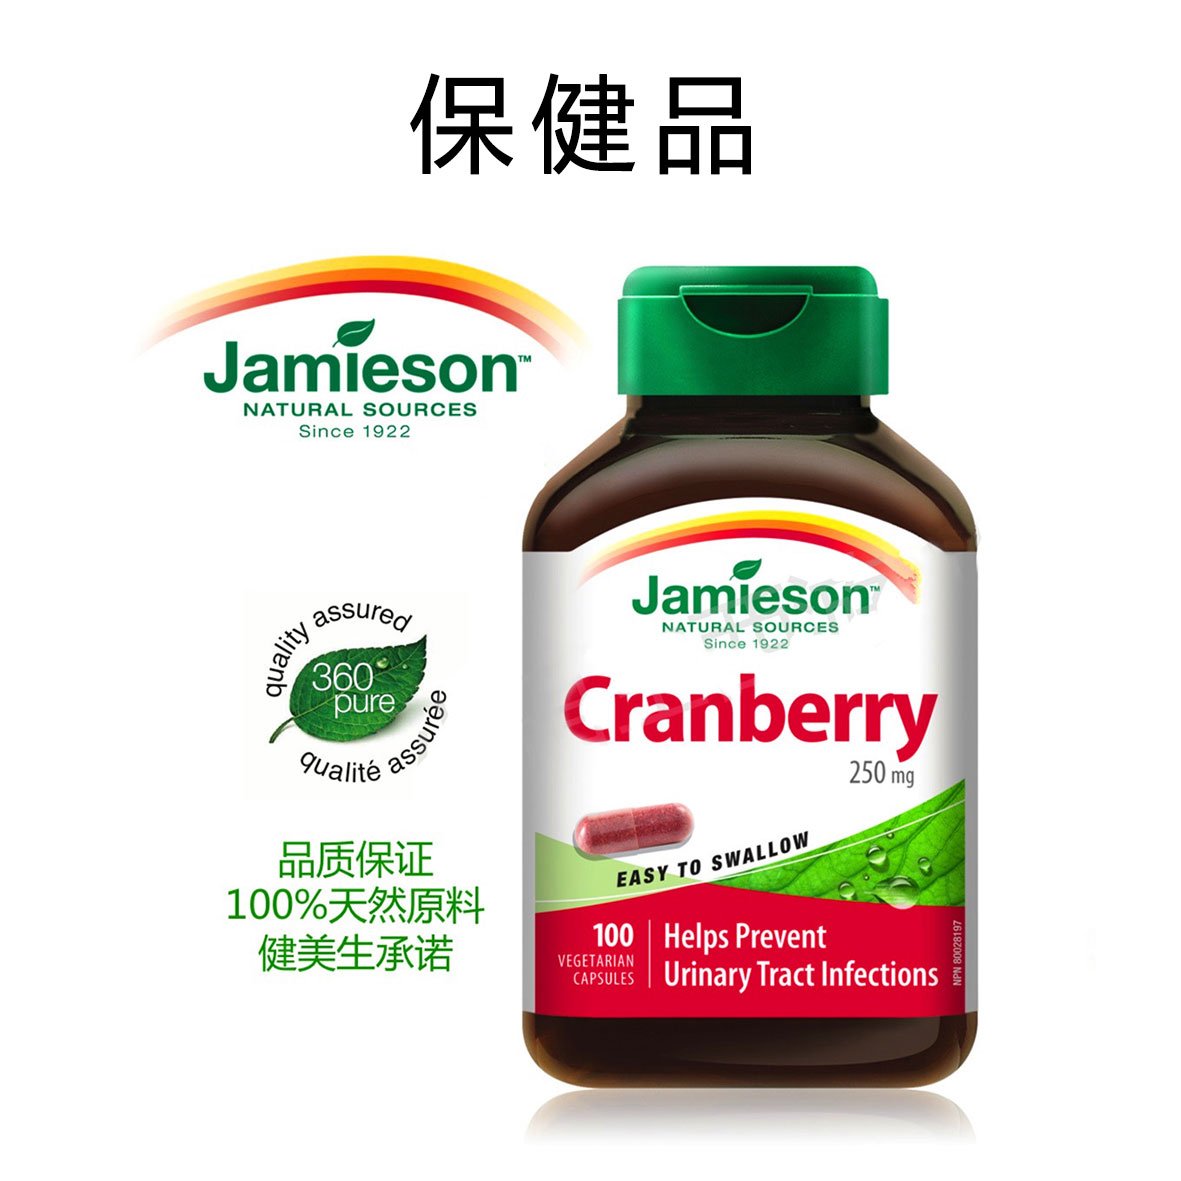 保健品
Jamieson™
NATURAL SOURCES
Since 1922
quality assured
360
pure
qualité assurée
品质保证
100%天然原料
健美生承诺
Jamieson™
NATURAL SOURCES
Since 1922
Cranberry
250 mg
EASY TO SWALLOW
100
VEGETARIAN
CAPSULES
Helps Prevent
Urinary Tract Infections
NPN 80028197